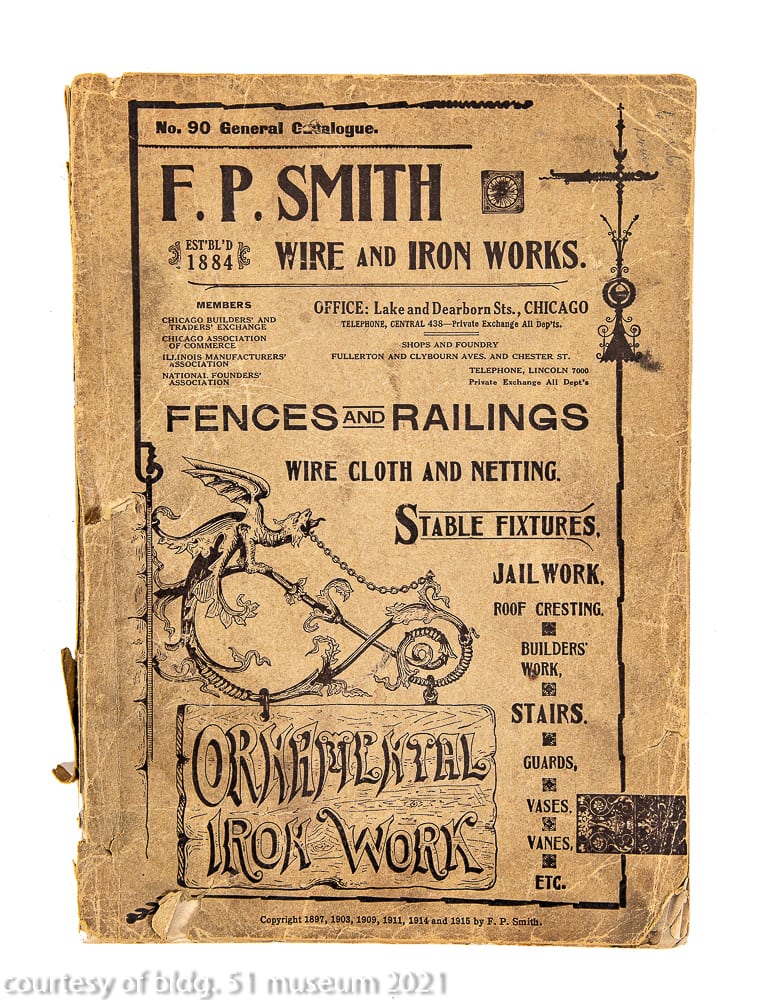 No. 90 General Catalogue.
F. P. SMITH
EST'BL'D
1884
WIRE AND IRON WORKS.
MEMBERS
CHICAGO BUILDERS' AND
TRADERS' EXCHANGE
CHICAGO ASSOCIATION
OF COMMERCE
ILLINOIS MANUFACTURERS'
ASSOCIATION
NATIONAL FOUNDERS'
ASSOCIATION
OFFICE: Lake and Dearborn Sts., CHICAGO
TELEPHONE, CENTRAL 438—Private Exchange All Dep'ts.
SHOPS AND FOUNDRY
FULLERTON AND CLYBOURN AVES. AND CHESTER ST.
TELEPHONE, LINCOLN 7000
Private Exchange All Dept's
FENCES AND RAILINGS
WIRE CLOTH AND NETTING.
STABLE FIXTURES,
JAIL WORK,
ROOF CRESTING.
BUILDERS'
WORK,
STAIRS.
GUARDS,
VASES,
VANES,
ETC.
ORNAMENTAL
IRON WORK
Copyright 1897, 1903, 1909, 1911, 1914 and 1915 by F. P. Smith.
courtesy of bldg. 51 museum 2021